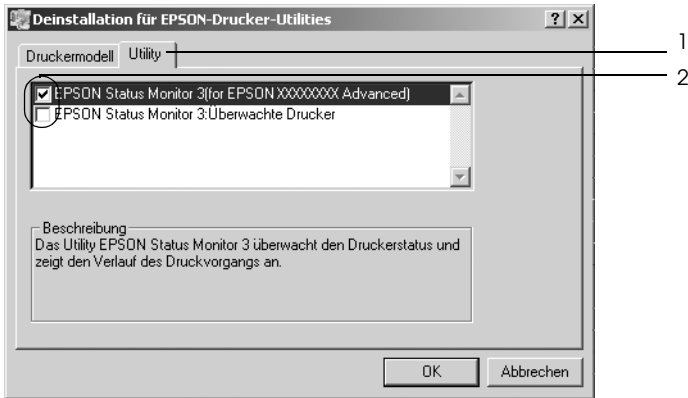 Deinstallation für EPSON-Drucker-Utilities
Druckermodell Utility
1
2
EPSON Status Monitor 3(for EPSON XXXXXXXX Advanced)
EPSON Status Monitor 3:Überwachte Drucker
Beschreibung
Das Utility EPSON Status Monitor 3 überwacht den Druckerstatus und
zeigt den Verlauf des Druckvorgangs an.
OK Abbrechen